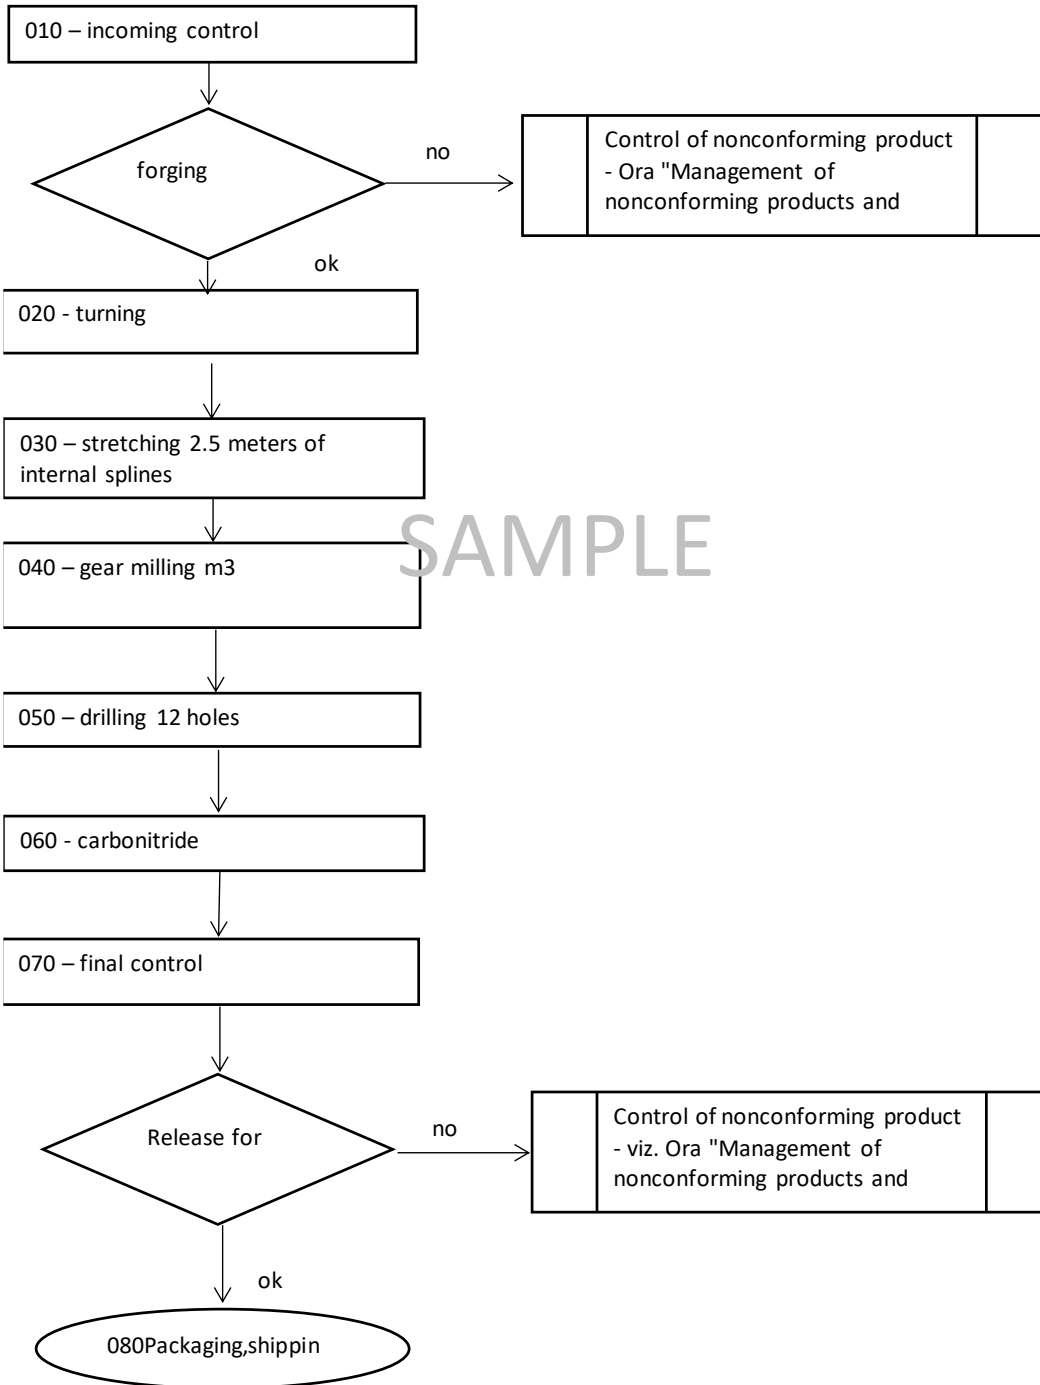 010 – incoming control
forging
no
Control of nonconforming product
- Ora "Management of
nonconforming products and
ok
020 - turning
030 – stretching 2.5 meters of
internal splines
SAMPLE
040 – gear milling m3
050 – drilling 12 holes
060 - carbonitride
070 – final control
Release for
no
Control of nonconforming product
- viz. Ora "Management of
nonconforming products and
ok
080Packaging,shippin